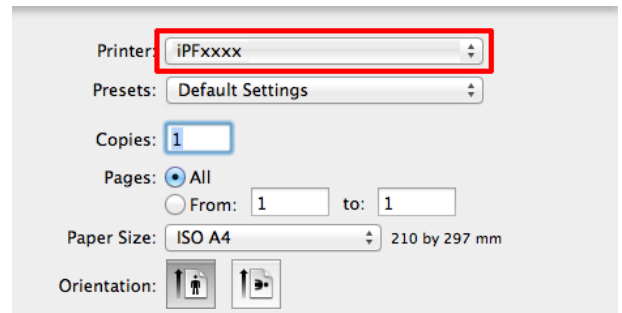 Printer: iPFxxxx
Presets: Default Settings
Copies: 1
Pages: All
From: 1 to: 1
Paper Size: ISO A4 210 by 297 mm
Orientation: